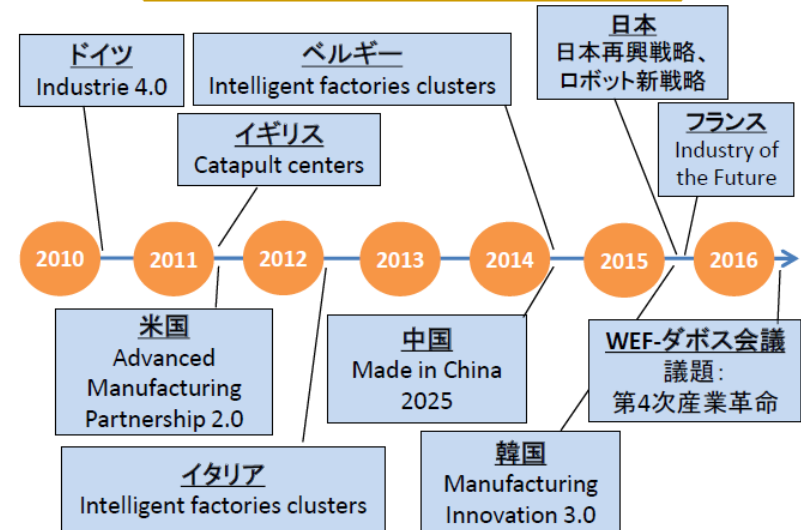 ドイツ
Industrie 4.0
ベルギー
Intelligent factories clusters
日本
日本再興戦略、
ロボット新戦略
イギリス
Catapult centers
フランス
Industry of
the Future
2010
2011
2012
2013
2014
2015
2016
米国
Advanced
Manufacturing
Partnership 2.0
中国
Made in China
2025
WEF-ダボス会議
議題：
第4次産業革命
イタリア
Intelligent factories clusters
韓国
Manufacturing
Innovation 3.0